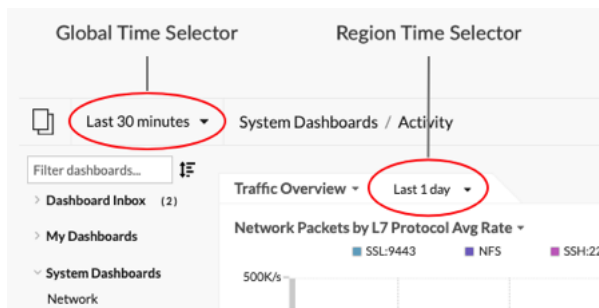 Global Time Selector
Region Time Selector
Last 30 minutes
System Dashboards / Activity
Filter dashboards...
Traffic Overview
Last 1 day
Dashboard Inbox (2)
Network Packets by L7 Protocol Avg Rate
My Dashboards
SSL:9443
NFS
SSH:22
System Dashboards
500K/s
Network